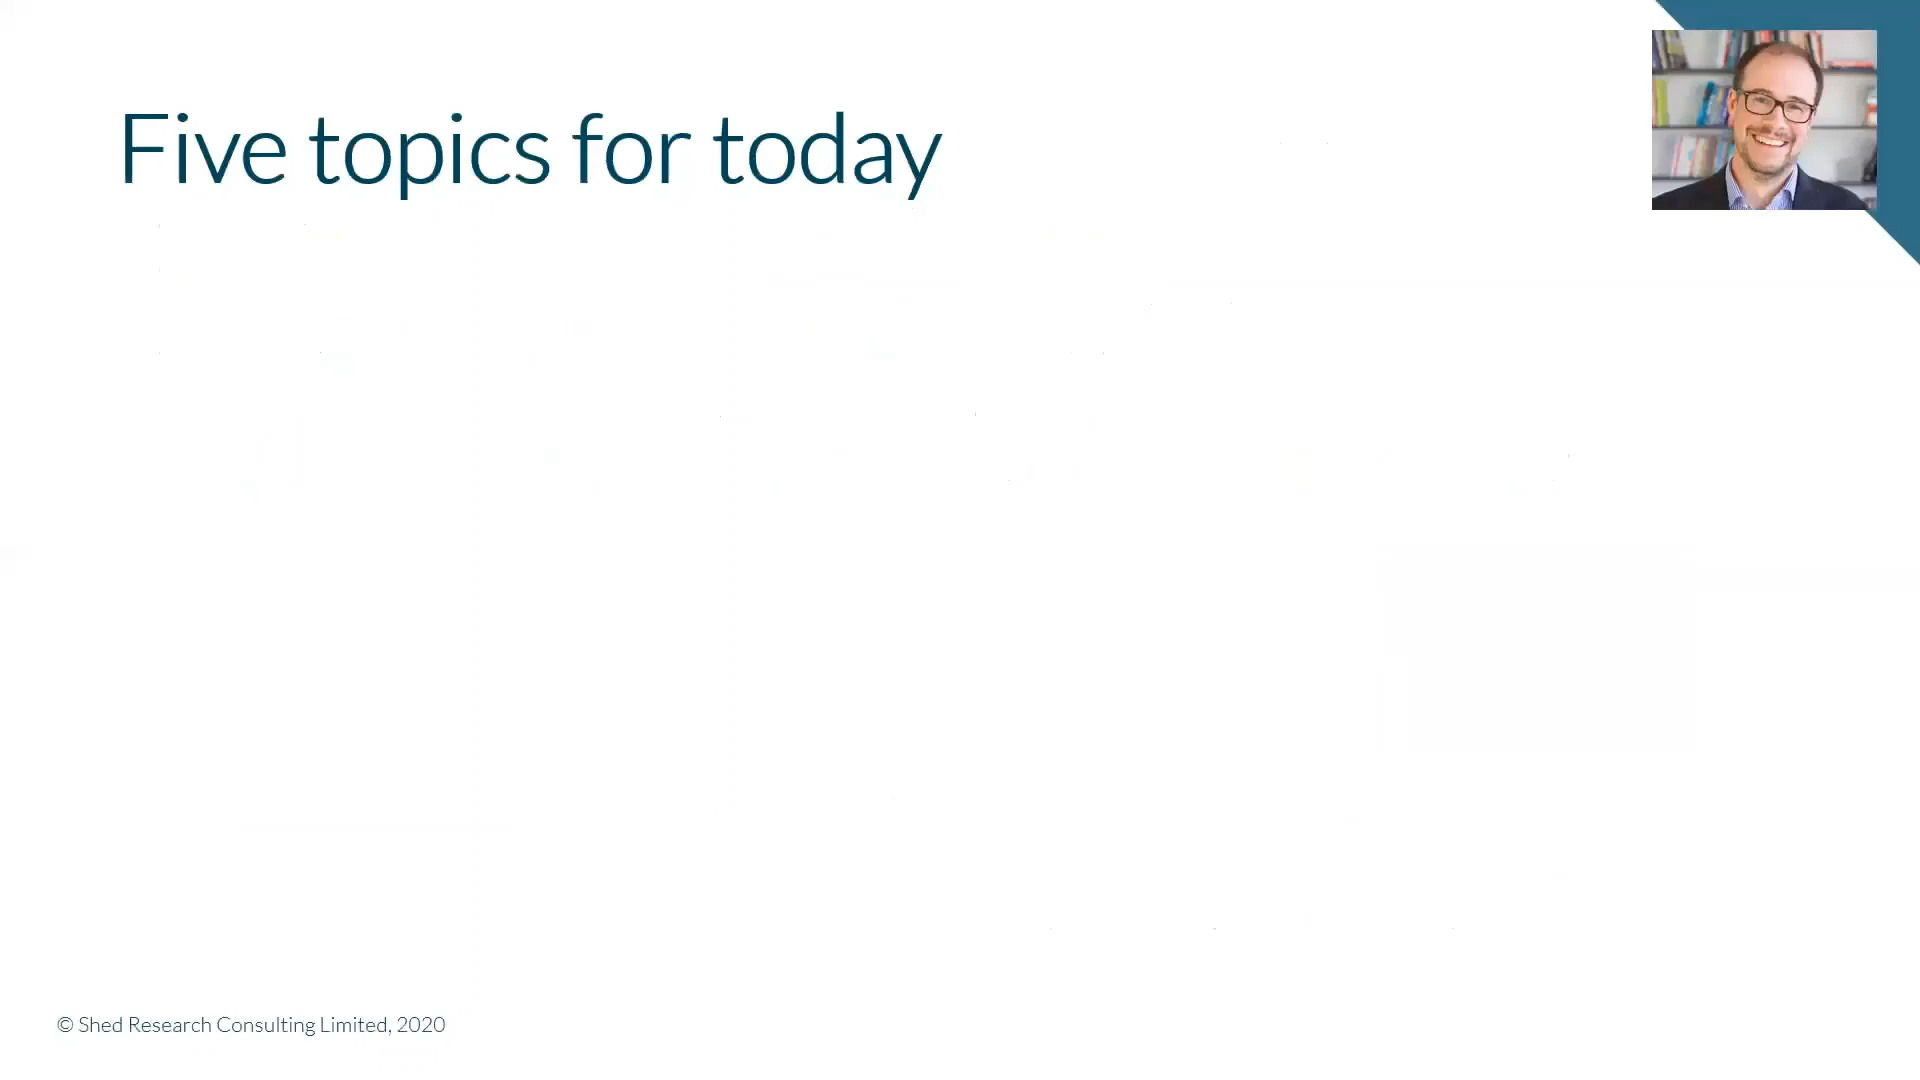 Five topics for today
© Shed Research Consulting Limited, 2020